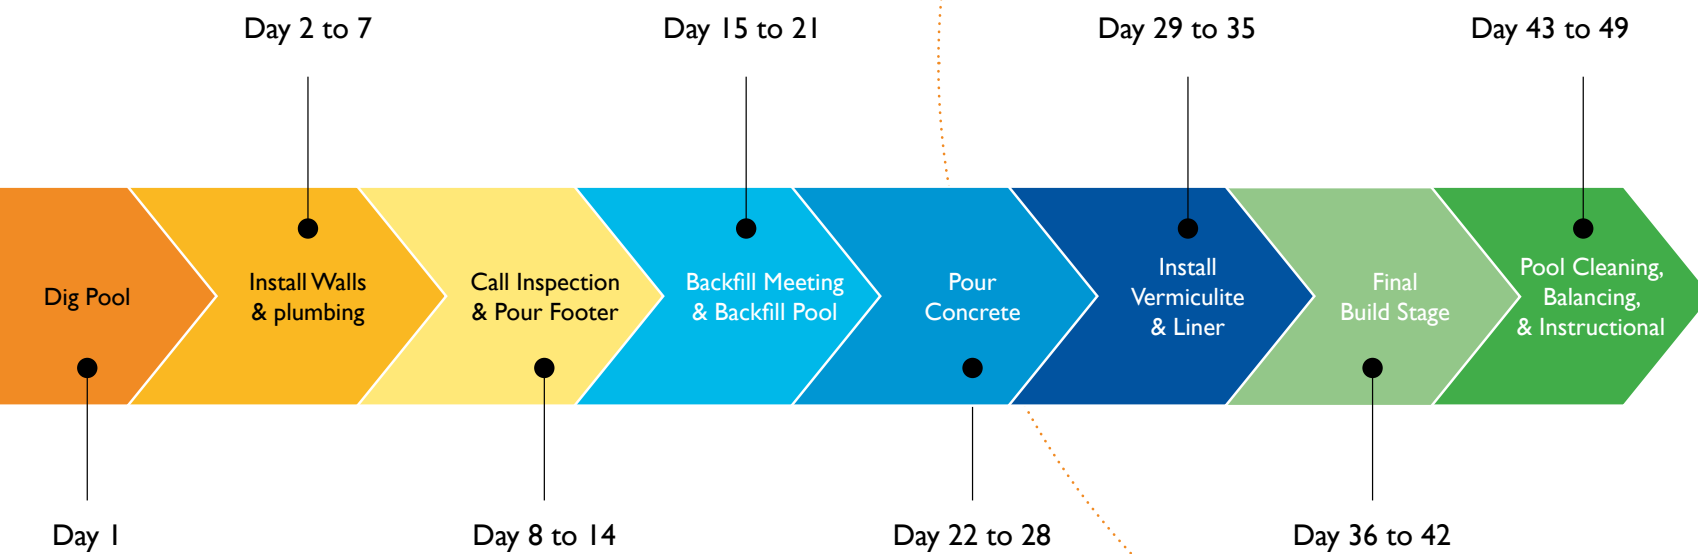 Day 2 to 7
Day 15 to 21
Day 29 to 35
Day 43 to 49
Dig Pool
Install Walls
& plumbing
Call Inspection
& Pour Footer
Backfill Meeting
& Backfill Pool
Pour
Concrete
Install
Vermiculite
& Liner
Final
Build Stage
Pool Cleaning,
Balancing,
& Instructional
Day 1
Day 8 to 14
Day 22 to 28
Day 36 to 42